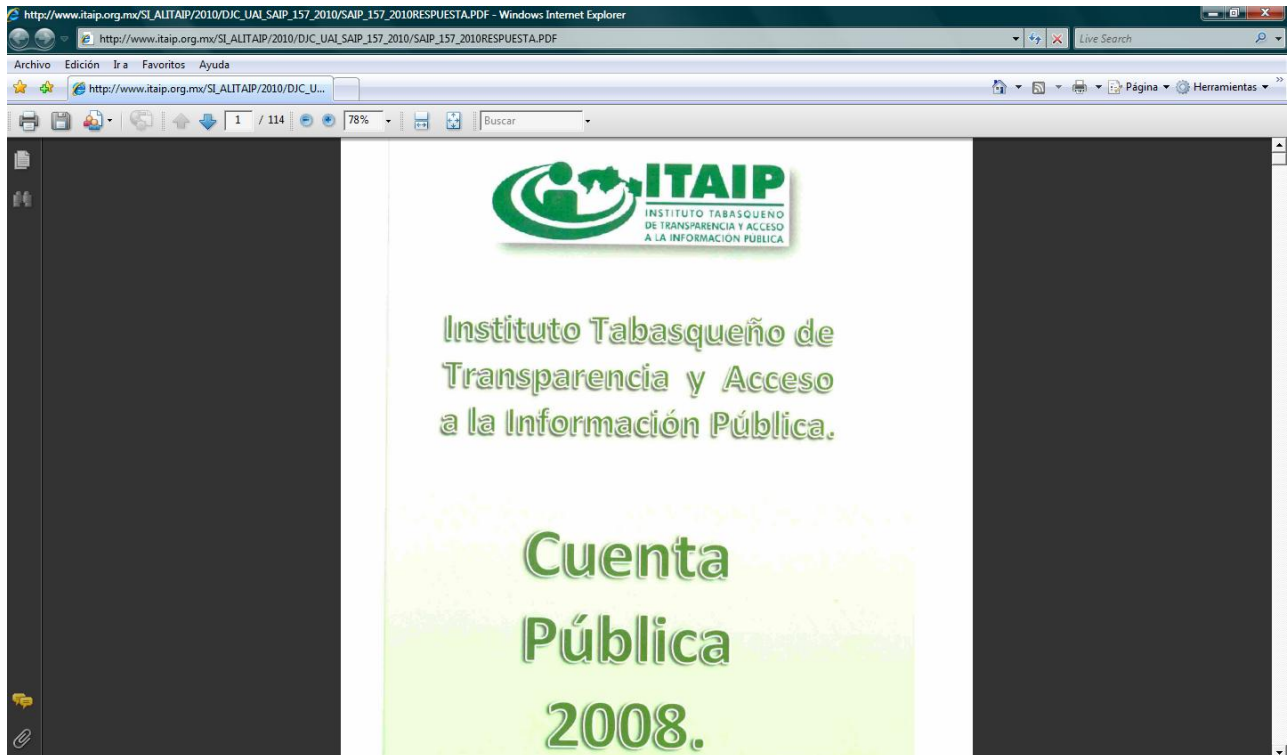 http://www.itaip.org.mx/SI_ALITAIP/2010/DJC_UAI_SAIP_157_2010/SAIP_157_2010RESPUESTA.PDF - Windows Internet Explorer
http://www.itaip.org.mx/SI_ALITAIP/2010/DJC_UAI_SAIP_157_2010/SAIP_157_2010RESPUESTA.PDF
Live Search
Archivo Edición Ir a Favoritos Ayuda
http://www.itaip.org.mx/SI_ALITAIP/2010/DJC_U...
Página Herramientas
1 / 114 78% Buscar
ITAIP
INSTITUTO TABASQUEÑO
DE TRANSPARENCIA Y ACCESO
A LA INFORMACIÓN PÚBLICA
Instituto Tabasqueño de
Transparencia y Acceso
a la Información Pública.
Cuenta
Pública
2008.